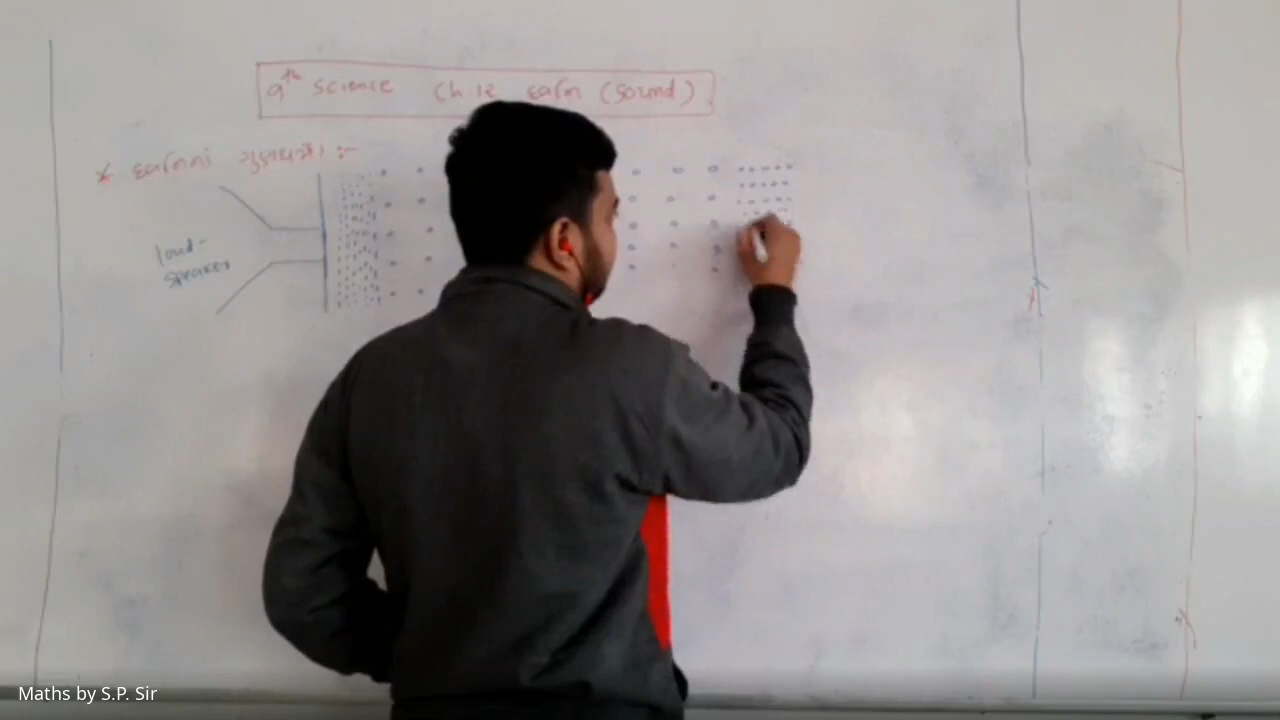 9th Science Ch 12 ધ્વનિ (Sound)
* ધ્વનિનાં ગુણધર્મો :-
loud-
speaker
Maths by S.P. Sir